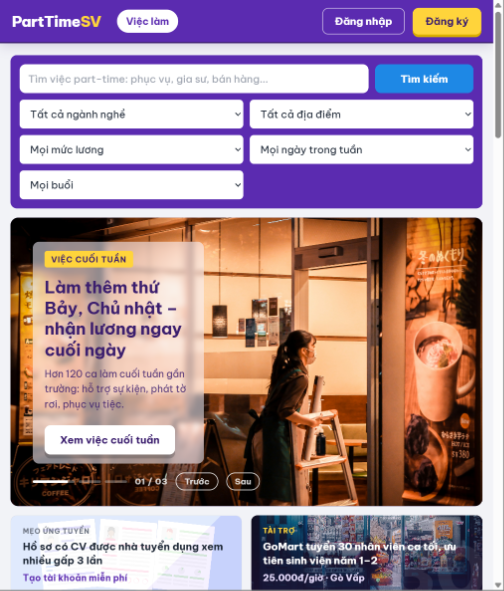 PartTimeSV
Việc làm
Đăng nhập
Đăng ký
Tìm việc part-time: phục vụ, gia sư, bán hàng...
Tìm kiếm
Tất cả ngành nghề
Tất cả địa điểm
Mọi mức lương
Mọi ngày trong tuần
Mọi buổi
VIỆC CUỐI TUẦN
Làm thêm thứ
Bảy, Chủ nhật –
nhận lương ngay
cuối ngày
Hơn 120 ca làm cuối tuần gần
trường: hỗ trợ sự kiện, phát tờ
rơi, phục vụ tiệc.
Xem việc cuối tuần
COFFEE
01 / 03
Trước
Sau
MẸO ỨNG TUYỂN
Hồ sơ có CV được nhà tuyển dụng xem
nhiều gấp 3 lần
Tạo tài khoản miễn phí
TÀI TRỢ
GoMart tuyển 30 nhân viên ca tối, ưu
tiên sinh viên năm 1–2
25.000đ/giờ · Gò Vấp